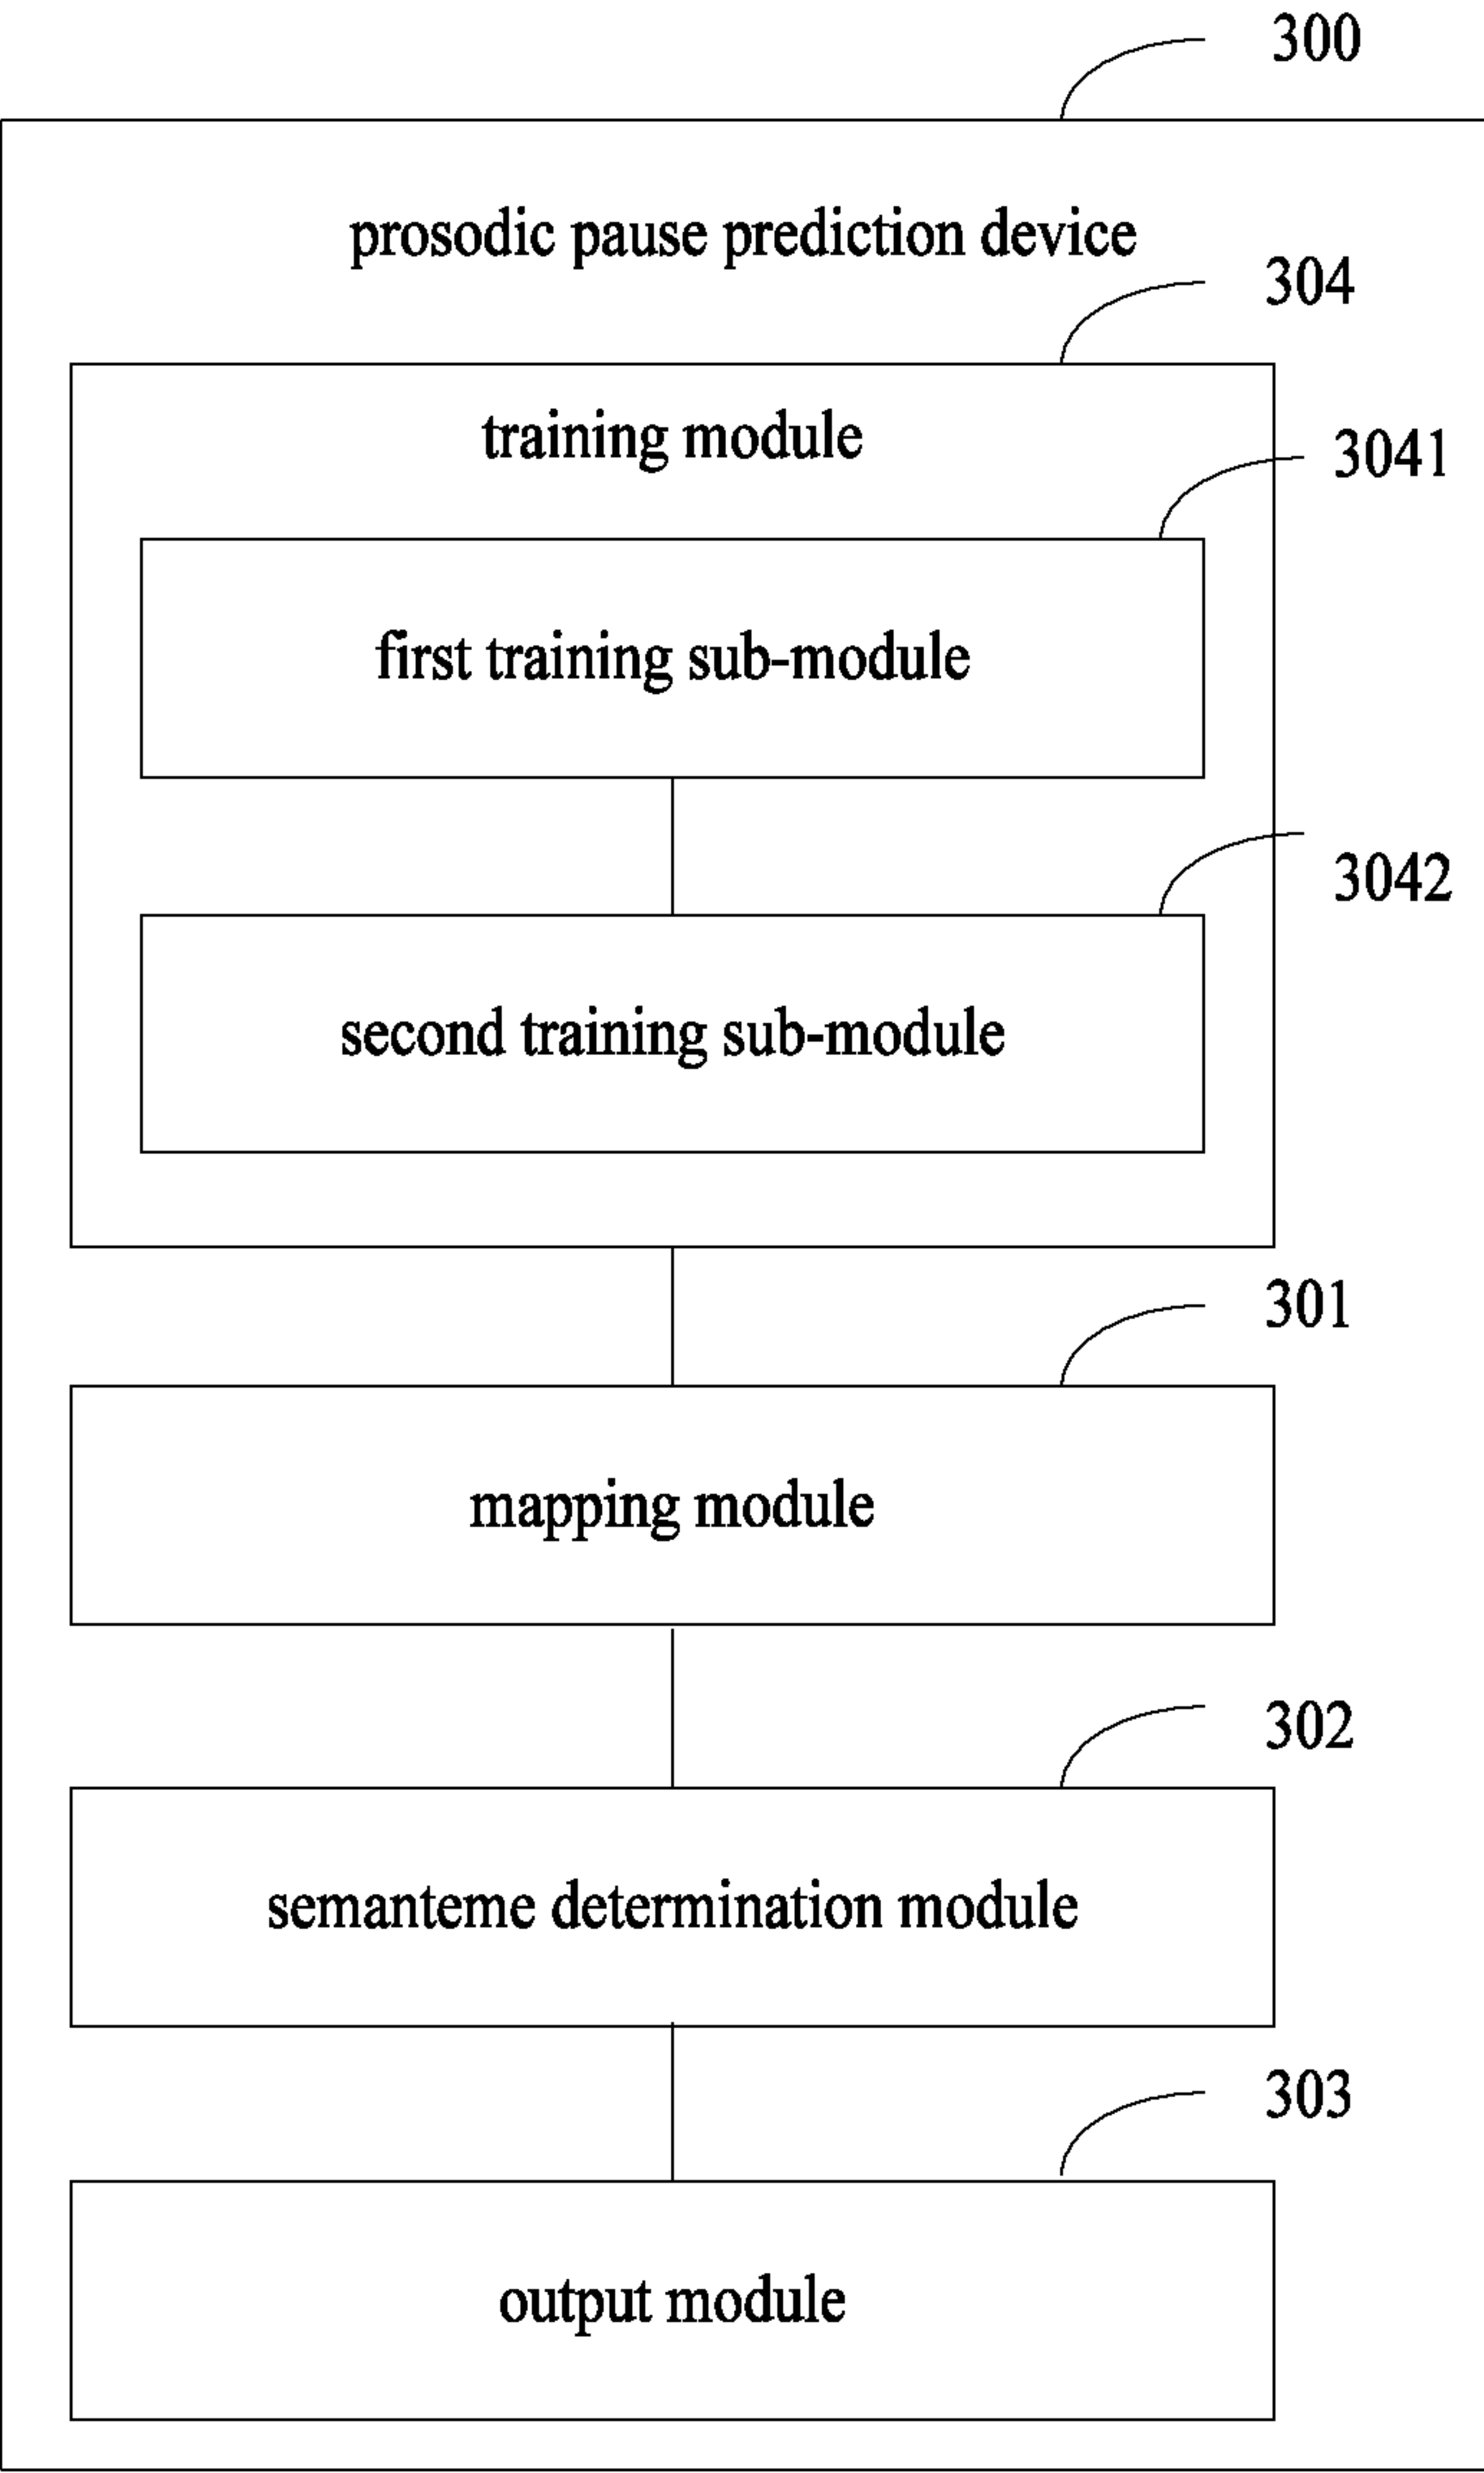 300
prosodic pause prediction device
304
training module
3041
first training sub-module
3042
second training sub-module
301
mapping module
302
semanteme determination module
303
output module